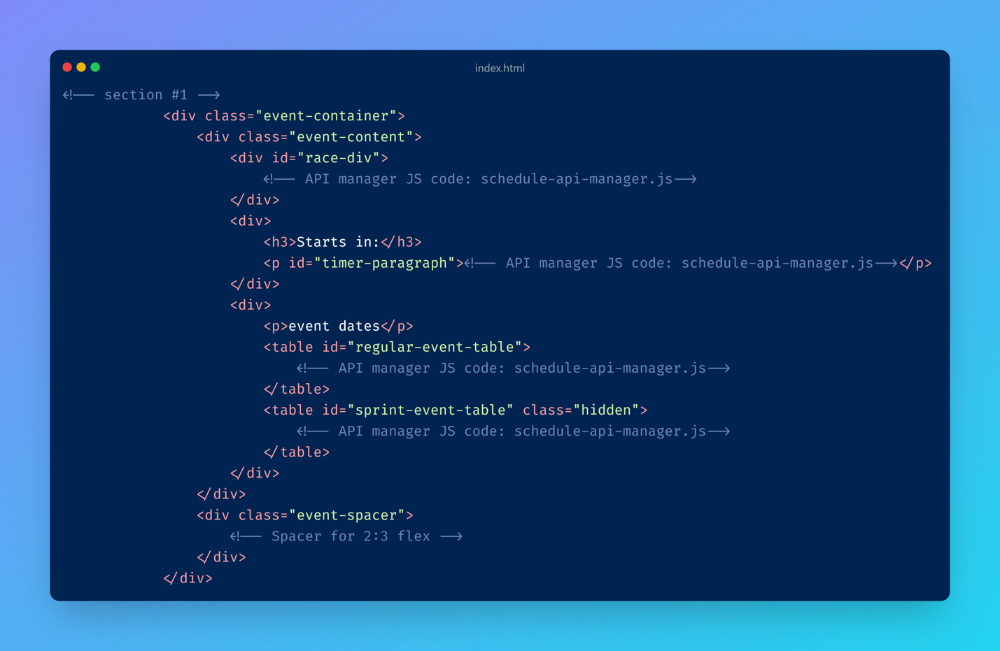 index.html
<!-- section #1 -->
<div class="event-container">
<div class="event-content">
<div id="race-div">
<!-- API manager JS code: schedule-api-manager.js-->
</div>
<div>
<h3>Starts in:</h3>
<p id="timer-paragraph"><!-- API manager JS code: schedule-api-manager.js--></p>
</div>
<div>
<p>event dates</p>
<table id="regular-event-table">
<!-- API manager JS code: schedule-api-manager.js-->
</table>
<table id="sprint-event-table" class="hidden">
<!-- API manager JS code: schedule-api-manager.js-->
</table>
</div>
</div>
<div class="event-spacer">
<!-- Spacer for 2:3 flex -->
</div>
</div>